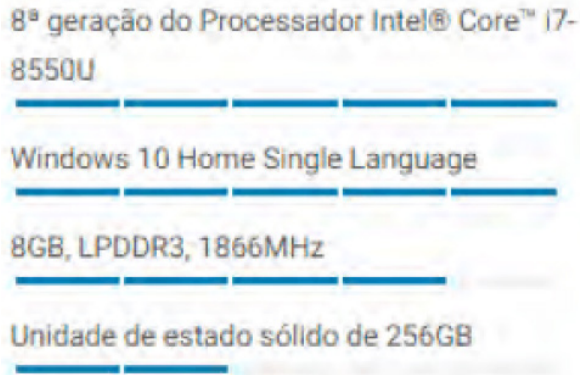 8ª geração do Processador Intel® Core™ i7-
8550U
Windows 10 Home Single Language
8GB, LPDDR3, 1866MHz
Unidade de estado sólido de 256GB